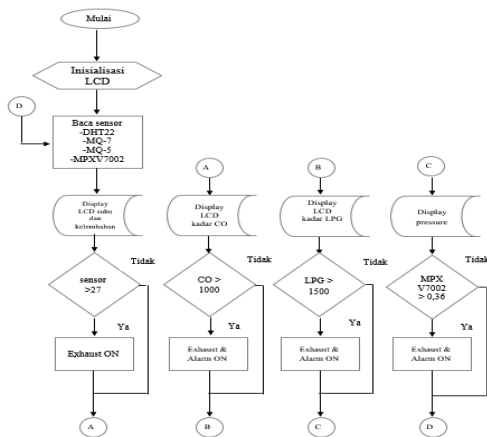 Mulai
Inisialisasi
LCD
D
Baca sensor
-DHT22
-MQ-7
-MQ-5
-MPXV7002
Display
LCD suhu
dan
kelembaban
Tidak
sensor
>27
Ya
Exhaust ON
A
A
Display
LCD
kadar CO
Tidak
CO >
1000
Ya
Exhaust &
Alarm ON
B
B
Display
LCD
kadar LPG
Tidak
LPG >
1500
Ya
Exhaust &
Alarm ON
C
C
Display
pressure
Tidak
MPX
V7002
> 0,36
Ya
Exhaust &
Alarm ON
D